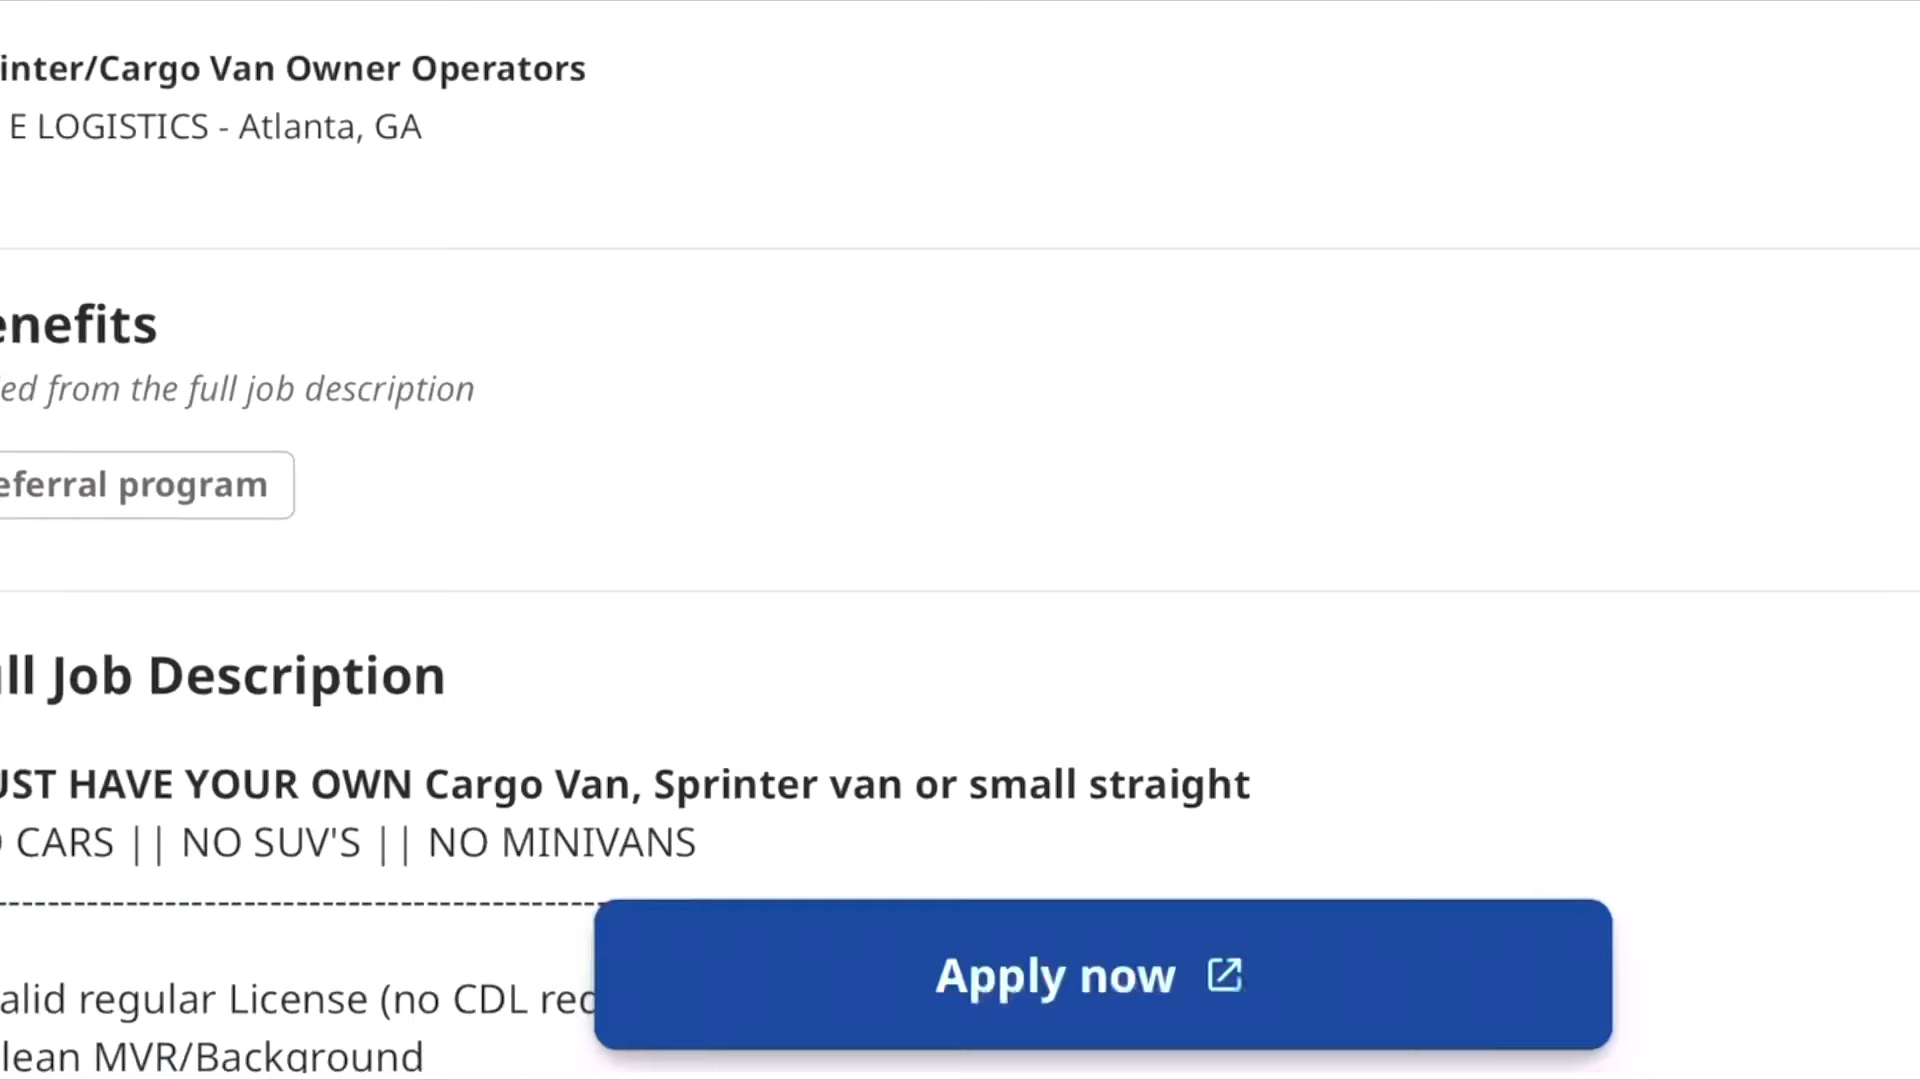 inter/Cargo Van Owner Operators
E LOGISTICS - Atlanta, GA
enefits
ed from the full job description
eferral program
ll Job Description
UST HAVE YOUR OWN Cargo Van, Sprinter van or small straight
CARS || NO SUV'S || NO MINIVANS
--------------------------------------------------
alid regular License (no CDL req
Apply now
lean MVR/Background